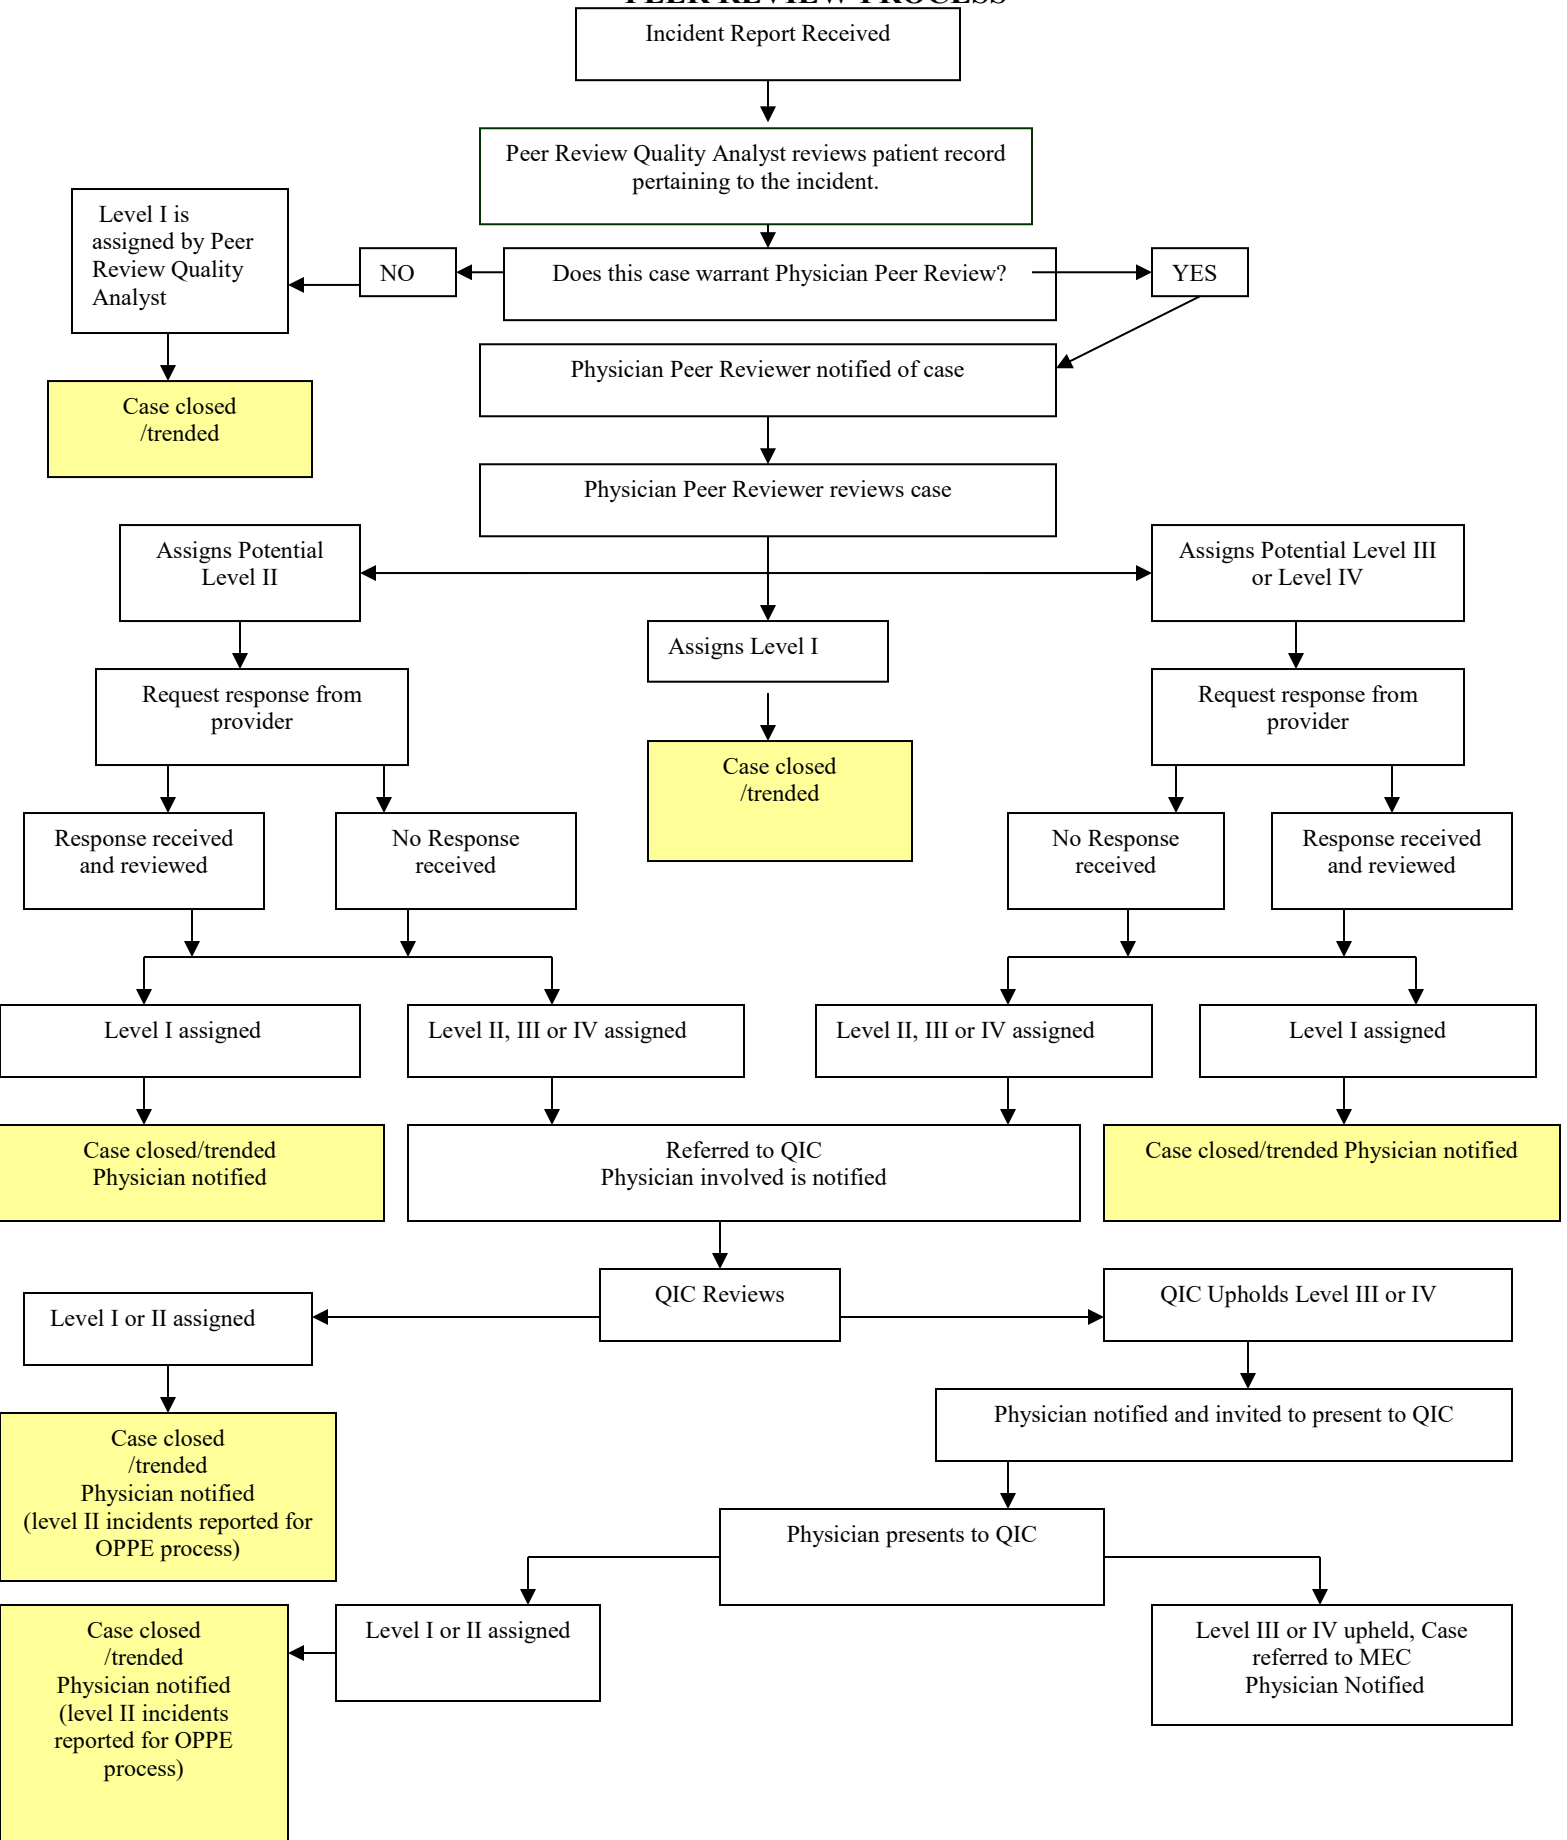 PEER REVIEW PROCESS
Incident Report Received
Peer Review Quality Analyst reviews patient record
pertaining to the incident.
Level I is
assigned by Peer
Review Quality
Analyst
NO
Does this case warrant Physician Peer Review?
YES
Physician Peer Reviewer notified of case
Case closed
/trended
Physician Peer Reviewer reviews case
Assigns Potential
Level II
Assigns Potential Level III
or Level IV
Assigns Level I
Request response from
provider
Request response from
provider
Case closed
/trended
Response received
and reviewed
No Response
received
No Response
received
Response received
and reviewed
Level I assigned
Level II, III or IV assigned
Level II, III or IV assigned
Level I assigned
Case closed/trended
Physician notified
Referred to QIC
Physician involved is notified
Case closed/trended Physician notified
QIC Reviews
QIC Upholds Level III or IV
Level I or II assigned
Physician notified and invited to present to QIC
Case closed
/trended
Physician notified
(level II incidents reported for
OPPE process)
Physician presents to QIC
Case closed
/trended
Physician notified
(level II incidents
reported for OPPE
process)
Level I or II assigned
Level III or IV upheld, Case
referred to MEC
Physician Notified